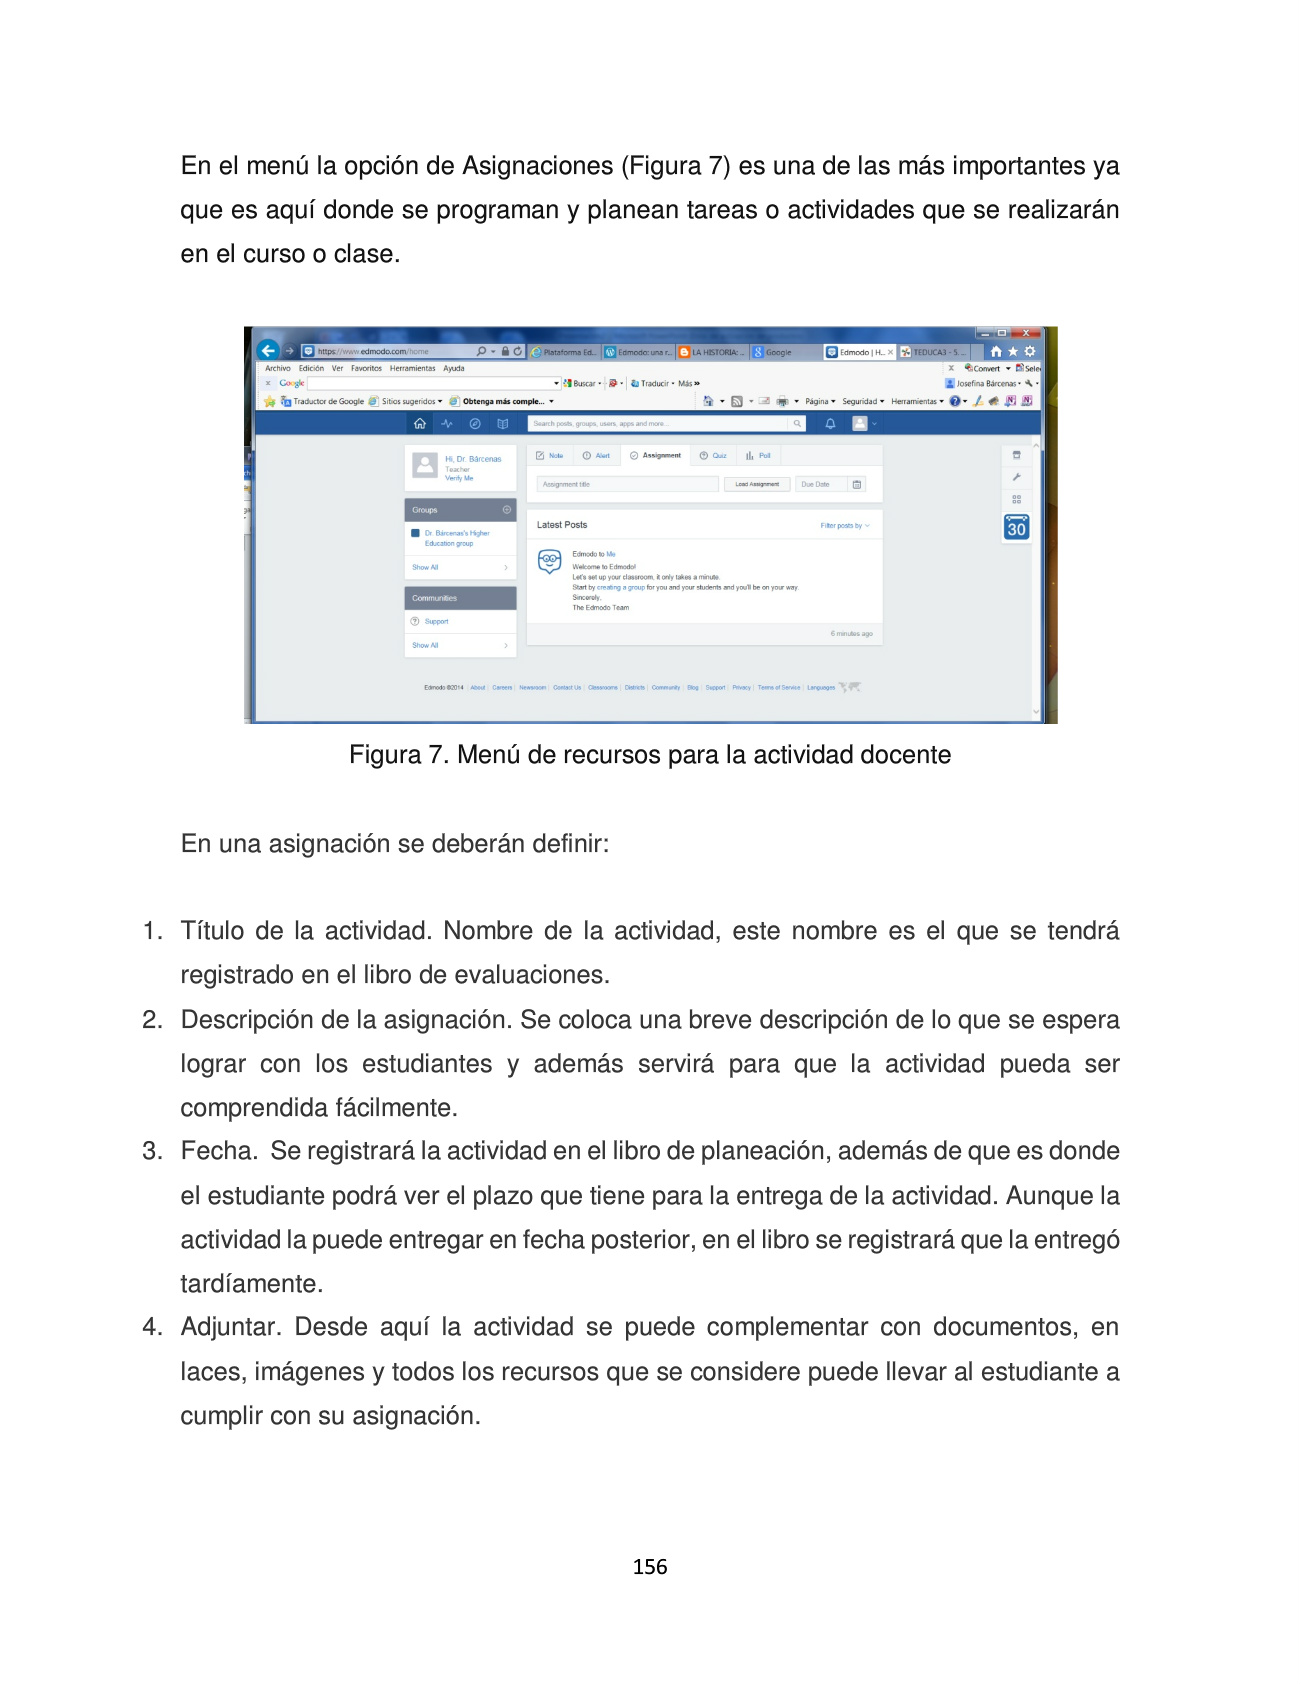 En el menú la opción de Asignaciones (Figura 7) es una de las más importantes ya
que es aquí donde se programan y planean tareas o actividades que se realizarán
en el curso o clase.
https://www.edmodo.com/home
Plataforma Ed... Edmodo: una r... LA HISTORIA: ... Google Edmodo | H... TEDUCA3 - 5. ...
Archivo Edición Ver Favoritos Herramientas Ayuda
x Convert Sele
x Google Buscar Traducir Más » Josefina Bárcenas
Traductor de Google Sitios sugeridos Obtenga más comple... Página Seguridad Herramientas
Search posts, groups, users, apps and more...
Hi, Dr. Bárcenas
Teacher
Verify Me
Note Alert Assignment Quiz Poll
Assignment title Load Assignment Due Date
Groups
Dr. Bárcenas's Higher
Education group
Show All
Communities
Support
Show All
Latest Posts Filter posts by
Edmodo to Me
Welcome to Edmodo!
Let's set up your classroom, it only takes a minute.
Start by creating a group for you and your students and you'll be on your way.
Sincerely,
The Edmodo Team
6 minutes ago
30
Edmodo ©2014 | About | Careers | Newsroom | Contact Us | Classrooms | Districts | Community | Blog | Support | Privacy | Terms of Service | Languages
Figura 7. Menú de recursos para la actividad docente
En una asignación se deberán definir:
1. Título de la actividad. Nombre de la actividad, este nombre es el que se tendrá
registrado en el libro de evaluaciones.
2. Descripción de la asignación. Se coloca una breve descripción de lo que se espera
lograr con los estudiantes y además servirá para que la actividad pueda ser
comprendida fácilmente.
3. Fecha. Se registrará la actividad en el libro de planeación, además de que es donde
el estudiante podrá ver el plazo que tiene para la entrega de la actividad. Aunque la
actividad la puede entregar en fecha posterior, en el libro se registrará que la entregó
tardíamente.
4. Adjuntar. Desde aquí la actividad se puede complementar con documentos, en
laces, imágenes y todos los recursos que se considere puede llevar al estudiante a
cumplir con su asignación.
156